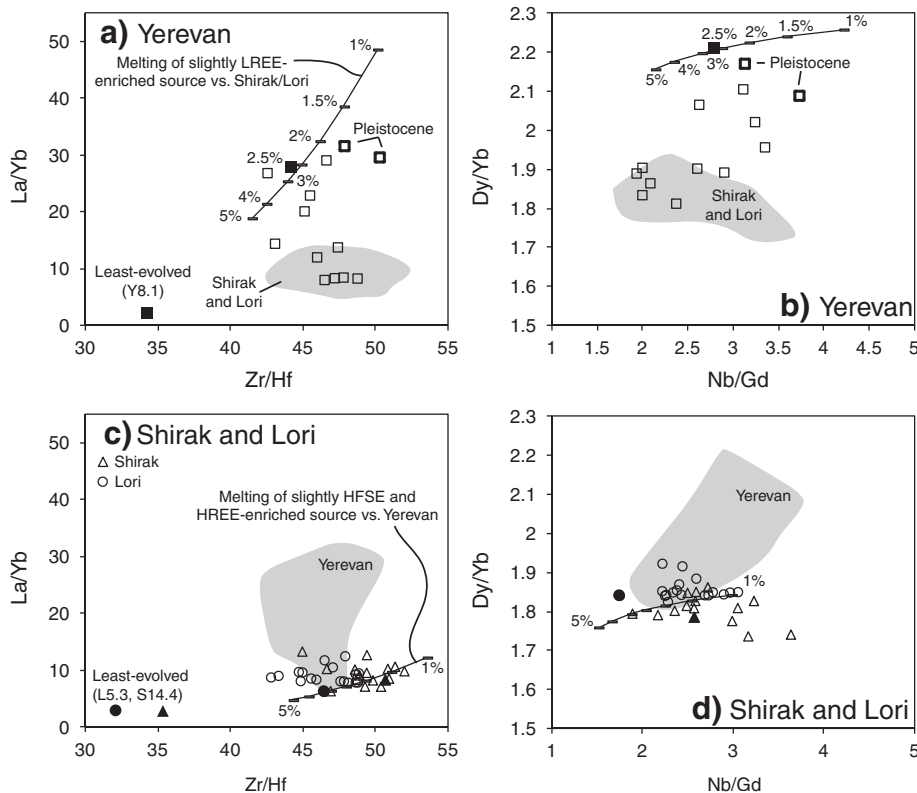 a) Yerevan
Melting of slightly LREE-
enriched source vs. Shirak/Lori
1%
1.5%
2%
2.5%
3%
4%
5%
Pleistocene
Least-evolved
(Y8.1)
Shirak
and Lori
La/Yb
50
40
30
20
10
0
30
35
40
45
50
55
Zr/Hf
b) Yerevan
1%
1.5%
2%
2.5%
3%
4%
5%
Pleistocene
Shirak
and Lori
Dy/Yb
2.3
2.2
2.1
2.0
1.9
1.8
1.7
1.6
1.5
1
1.5
2
2.5
3
3.5
4
4.5
5
Nb/Gd
c) Shirak and Lori
Shirak
Lori
Melting of slightly HFSE and
HREE-enriched source vs. Yerevan
Yerevan
Least-evolved
(L5.3, S14.4)
5%
1%
La/Yb
50
40
30
20
10
0
30
35
40
45
50
55
Zr/Hf
Yerevan
1%
5%
d) Shirak and Lori
Dy/Yb
2.3
2.2
2.1
2.0
1.9
1.8
1.7
1.6
1.5
1
2
3
4
5
Nb/Gd